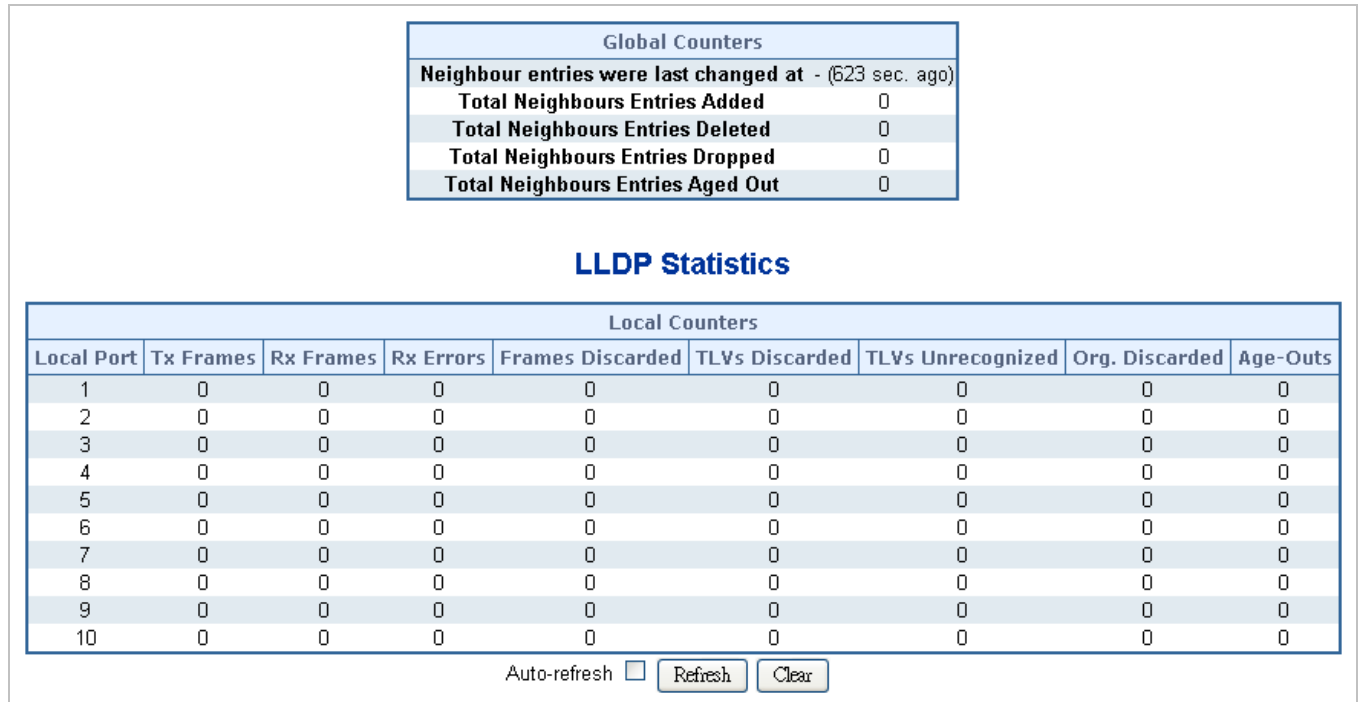 Global Counters
Neighbour entries were last changed at - (623 sec. ago)
Total Neighbours Entries Added 0
Total Neighbours Entries Deleted 0
Total Neighbours Entries Dropped 0
Total Neighbours Entries Aged Out 0
LLDP Statistics
Local Counters
Local Port Tx Frames Rx Frames Rx Errors Frames Discarded TLVs Discarded TLVs Unrecognized Org. Discarded Age-Outs
1 0 0 0 0 0 0 0 0
2 0 0 0 0 0 0 0 0
3 0 0 0 0 0 0 0 0
4 0 0 0 0 0 0 0 0
5 0 0 0 0 0 0 0 0
6 0 0 0 0 0 0 0 0
7 0 0 0 0 0 0 0 0
8 0 0 0 0 0 0 0 0
9 0 0 0 0 0 0 0 0
10 0 0 0 0 0 0 0 0
Auto-refresh Refresh Clear